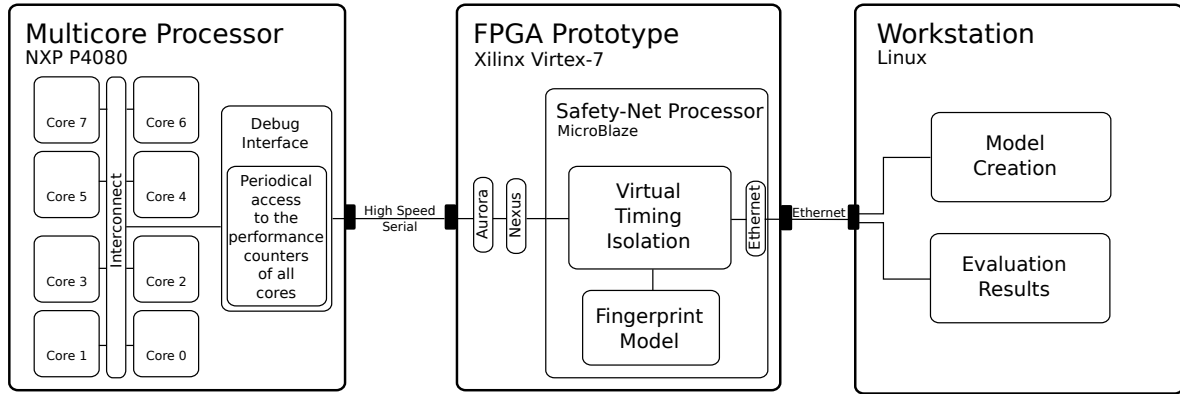 Multicore Processor
NXP P4080
Core 7
Core 6
Core 5
Core 4
Core 3
Core 2
Core 1
Core 0
Interconnect
Debug
Interface
Periodical
access
to the
performance
counters
of all
cores
High Speed
Serial
FPGA Prototype
Xilinx Virtex-7
Aurora
Nexus
Safety-Net Processor
MicroBlaze
Virtual
Timing
Isolation
Fingerprint
Model
Ethernet
Ethernet
Workstation
Linux
Model
Creation
Evaluation
Results